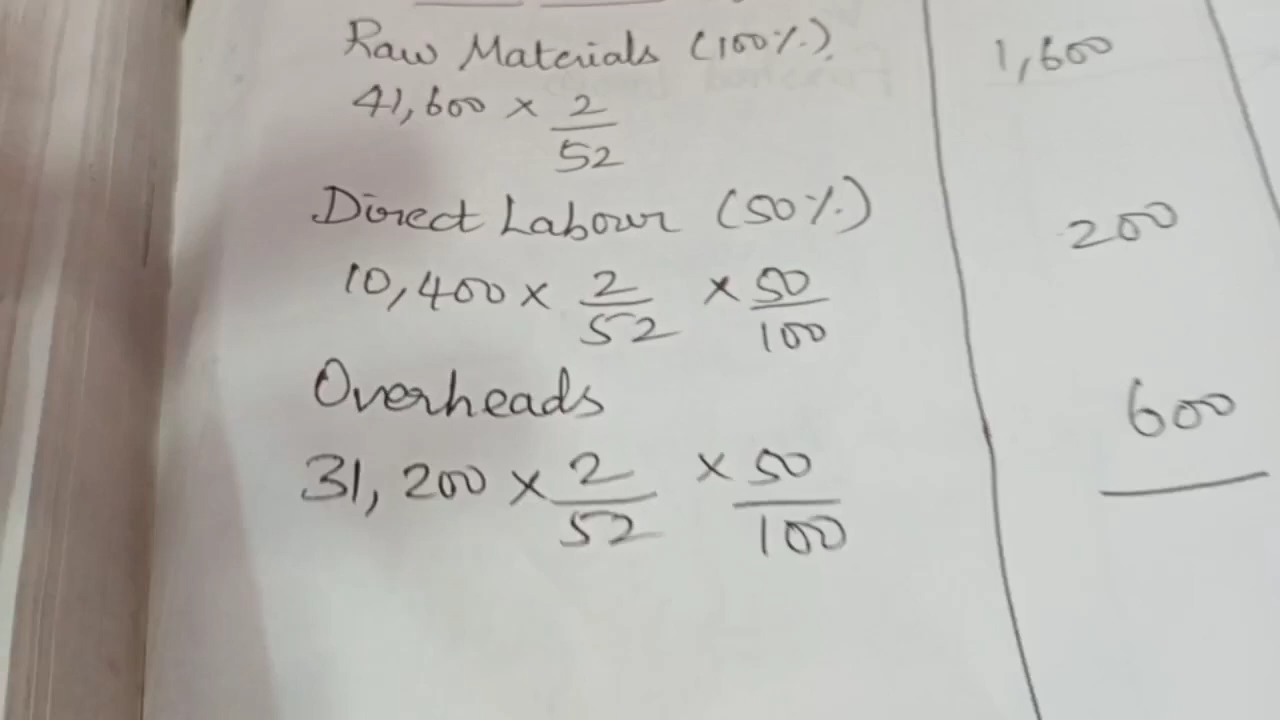 Raw Materials (100%) 1,600
41,600 × 2/52
Direct Labour (50%) 200
10,400 × 2/52 × 50/100
Overheads 600
31,200 × 2/52 × 50/100